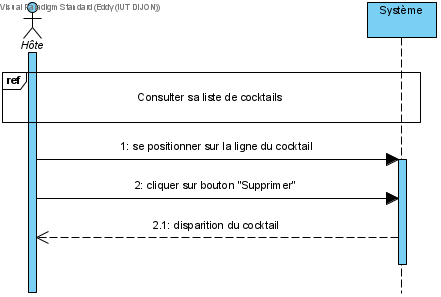 Visual Paradigm Standard (Eddy (IUT DIJON))
Système
Hôte
ref
Consulter sa liste de cocktails
1: se positionner sur la ligne du cocktail
2: cliquer sur bouton "Supprimer"
2.1: disparition du cocktail